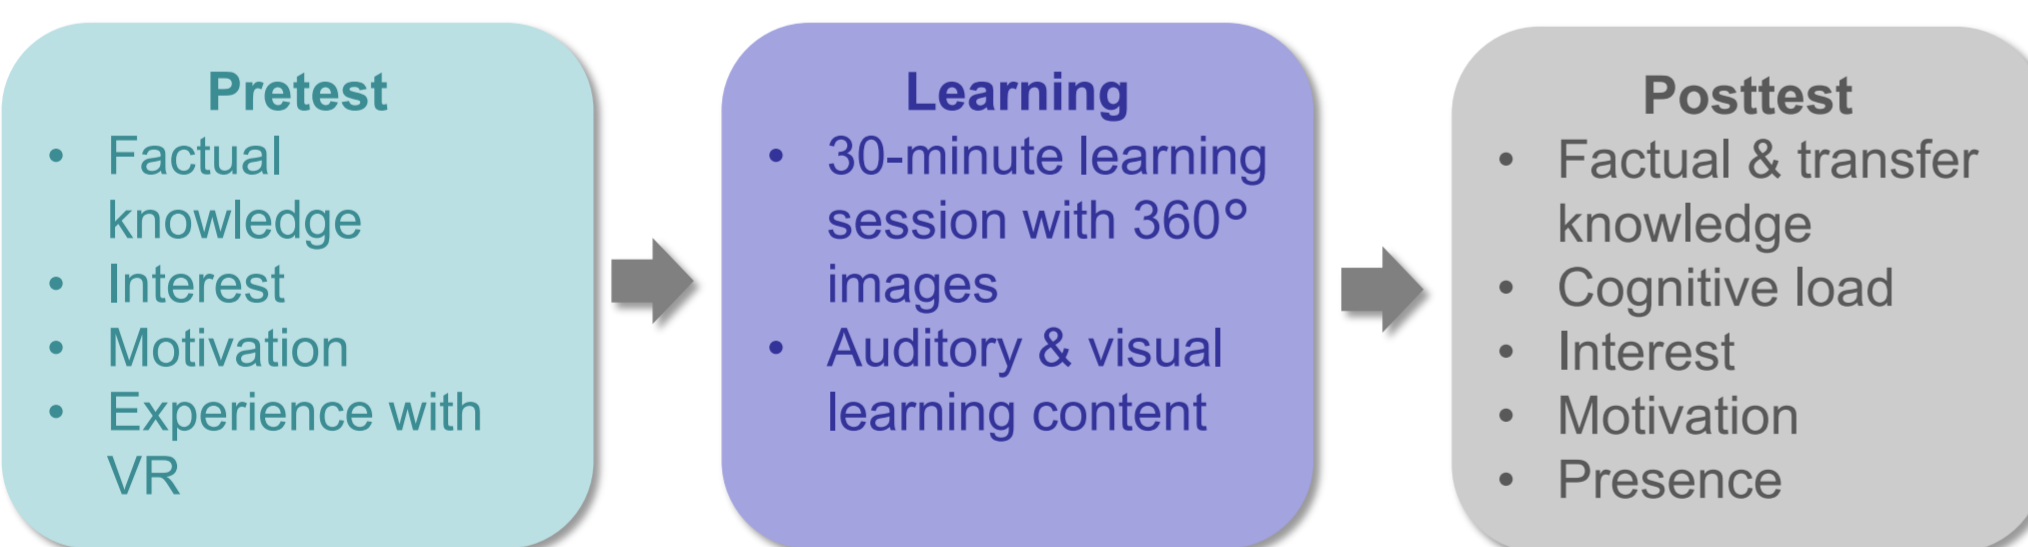 Pretest
• Factual
knowledge
• Interest
• Motivation
• Experience with
VR
Learning
• 30-minute learning
session with 360°
images
• Auditory & visual
learning content
Posttest
• Factual & transfer
knowledge
• Cognitive load
• Interest
• Motivation
• Presence